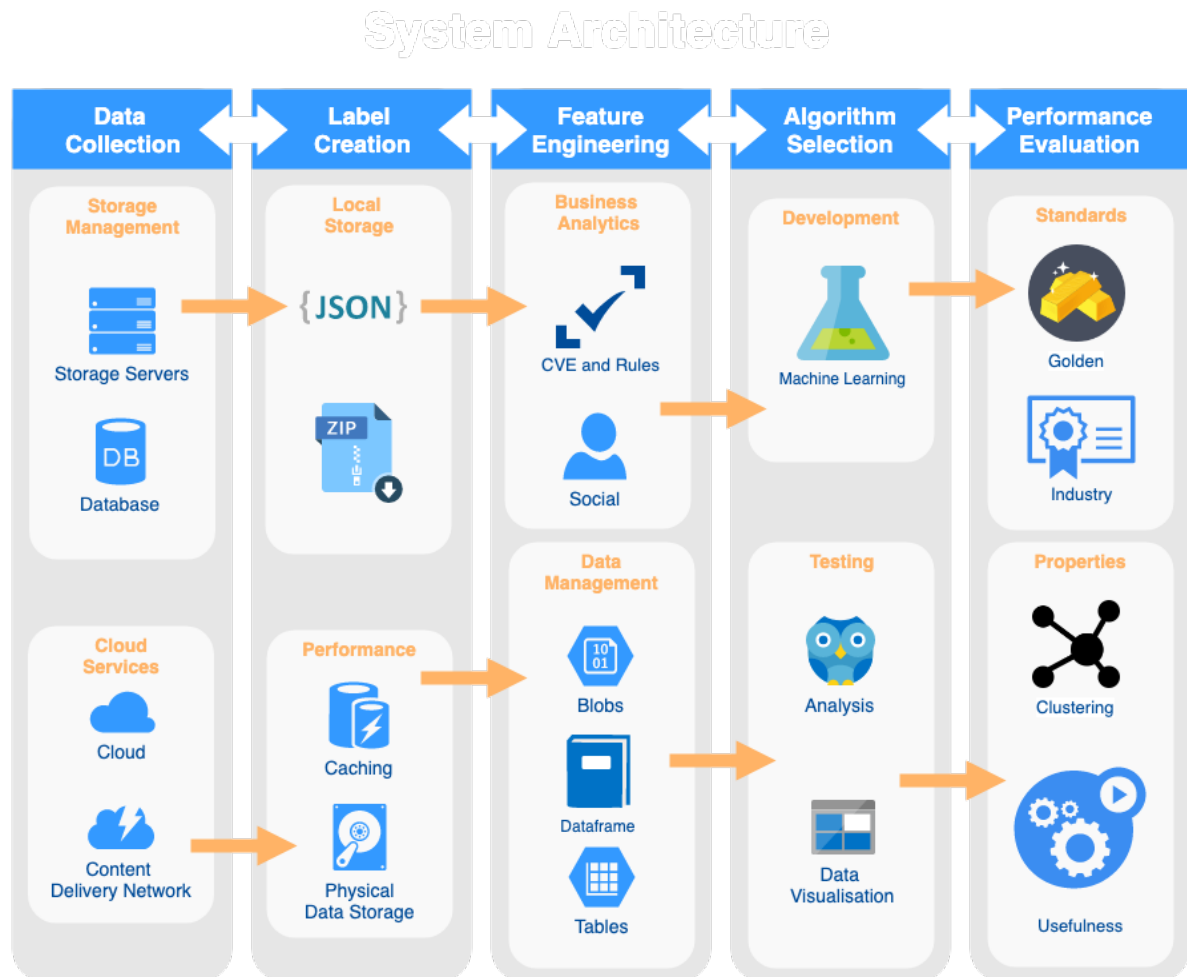 System Architecture
Data
Collection
Label
Creation
Feature
Engineering
Algorithm
Selection
Performance
Evaluation
Storage
Management
Storage Servers
DB
Database
Cloud
Services
Cloud
Content
Delivery Network
Local
Storage
{JSON}
ZIP
Performance
Caching
Physical
Data Storage
Business
Analytics
CVE and Rules
Social
Data
Management
10
01
Blobs
Dataframe
Tables
Development
Machine Learning
Testing
Analysis
Data
Visualisation
Standards
Golden
Industry
Properties
Clustering
Usefulness